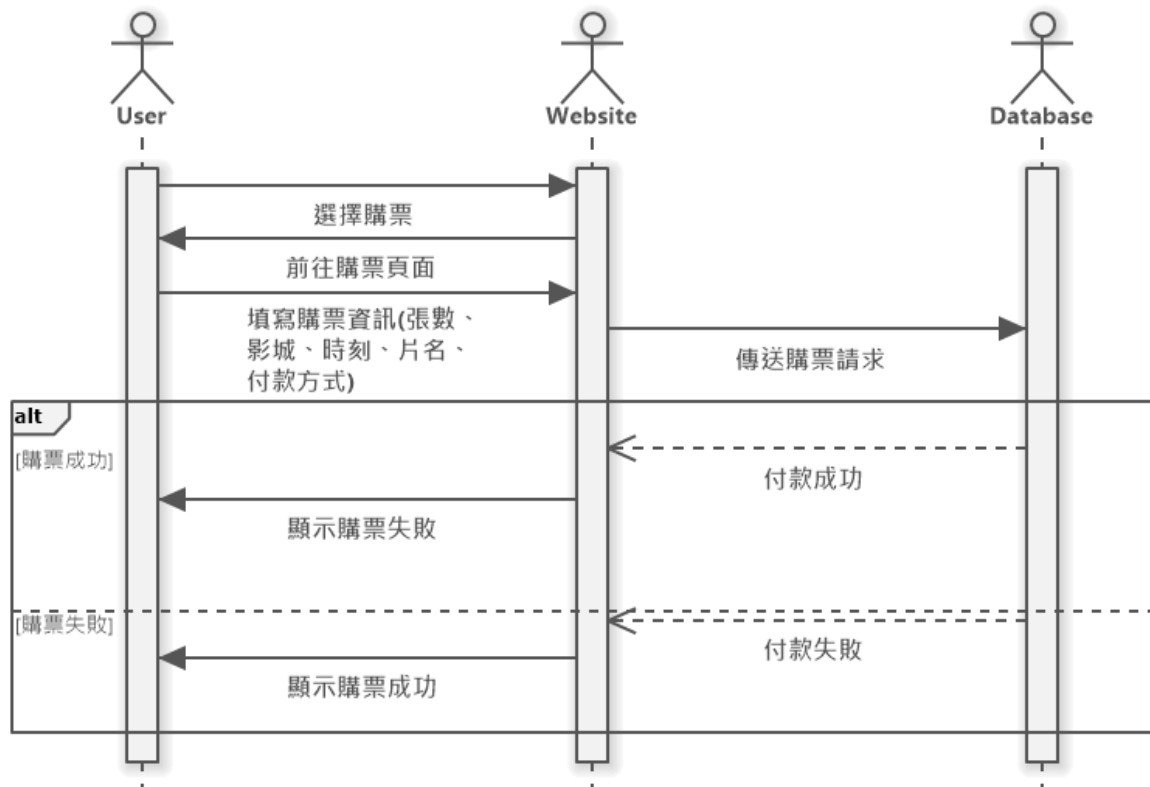 User
Website
Database
選擇購票
前往購票頁面
填寫購票資訊(張數、
影城、時刻、片名、
付款方式)
傳送購票請求
alt
[購票成功]
付款成功
顯示購票失敗
[購票失敗]
付款失敗
顯示購票成功